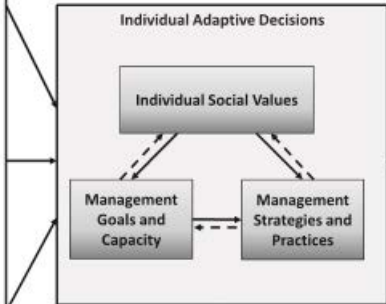 Individual Adaptive Decisions
Individual Social Values
Management
Goals and
Capacity
Management
Strategies and
Practices